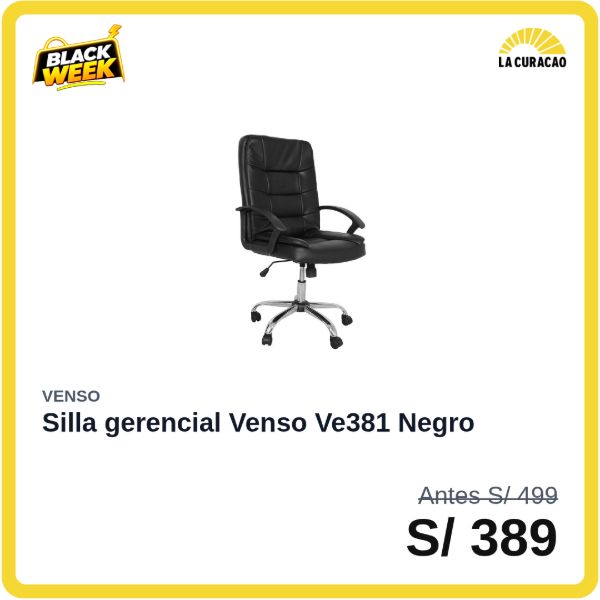 BLACK
WEEK
LA CURACAO
VENSO
Silla gerencial Venso Ve381 Negro
Antes S/ 499
S/ 389